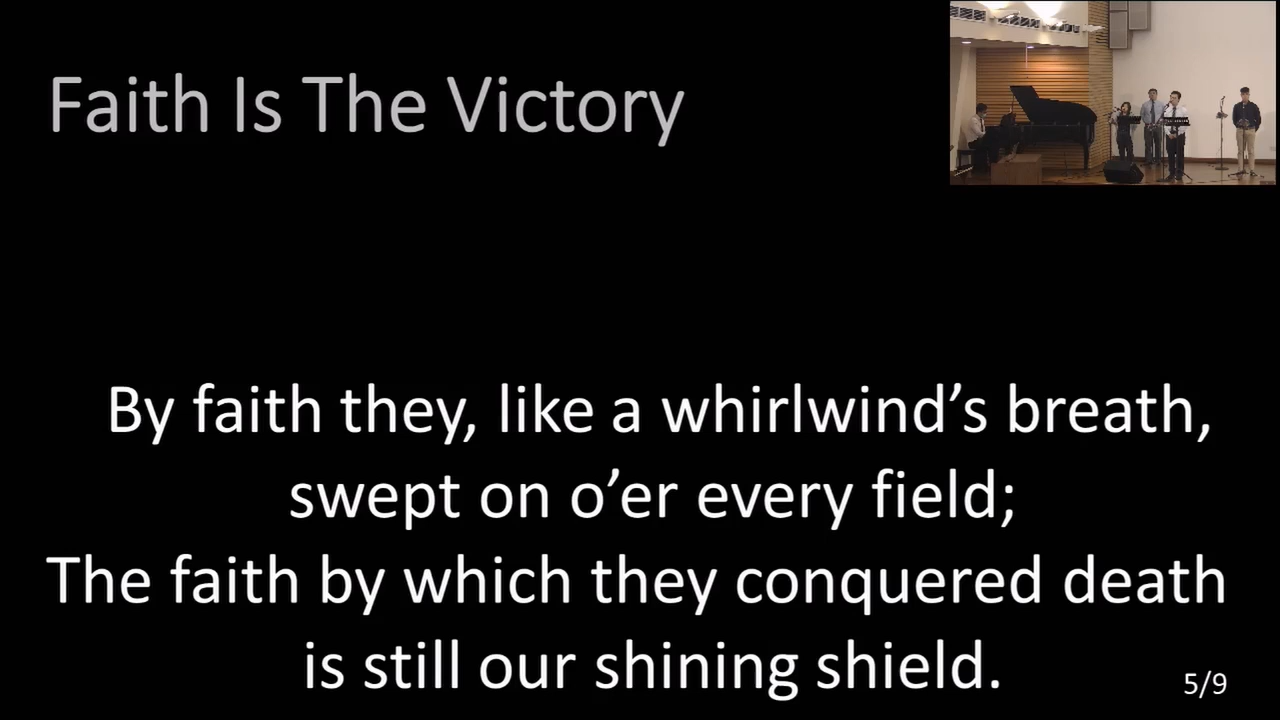 Faith Is The Victory
By faith they, like a whirlwind’s breath,
swept on o’er every field;
The faith by which they conquered death
is still our shining shield.
5/9